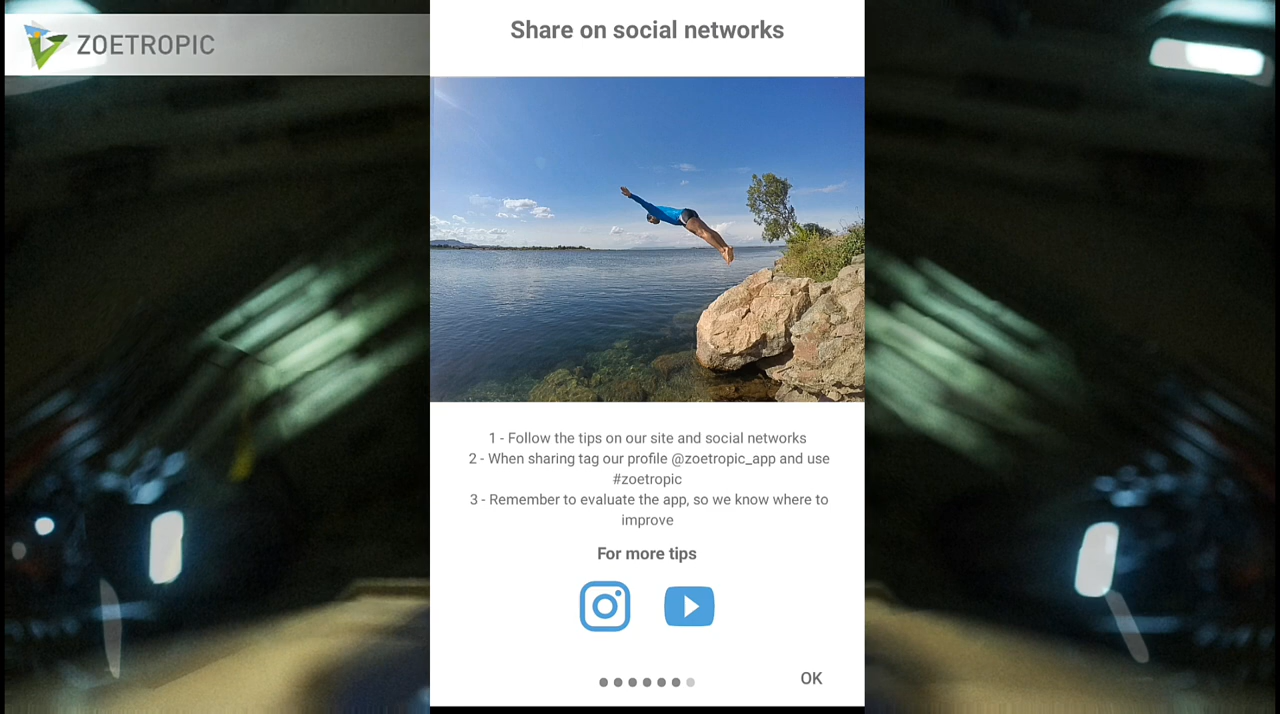 ZOETROPIC
Share on social networks
1 - Follow the tips on our site and social networks
2 - When sharing tag our profile @zoetropic_app and use
#zoetropic
3 - Remember to evaluate the app, so we know where to
improve
For more tips
OK